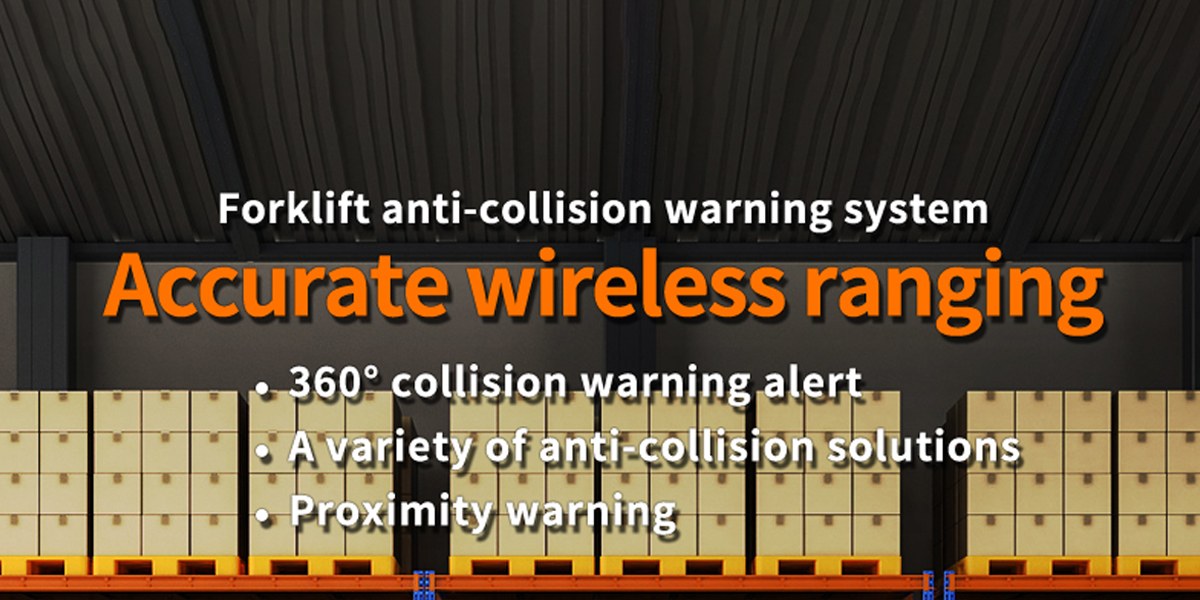 Forklift anti-collision warning system
Accurate wireless ranging
• 360° collision warning alert
• A variety of anti-collision solutions
• Proximity warning